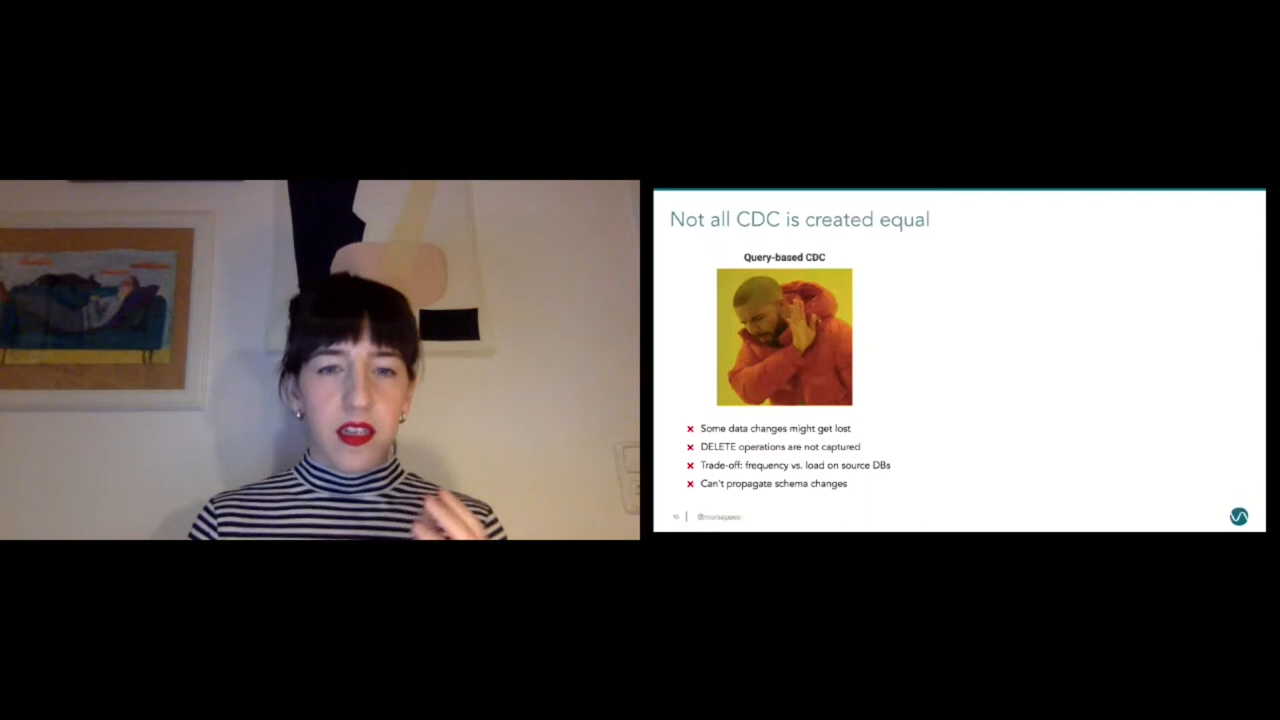 Not all CDC is created equal
Query-based CDC
× Some data changes might get lost
× DELETE operations are not captured
× Trade-off: frequency vs. load on source DBs
× Can't propagate schema changes
10